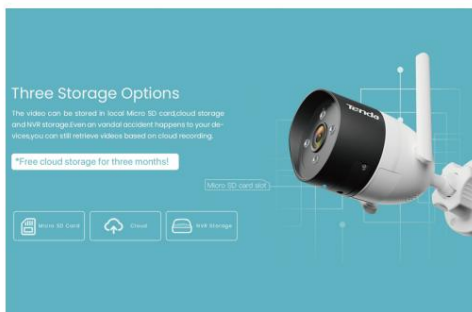 Three Storage Options
The video can be stored in local Micro SD card,cloud storage
and NVR storage.Even an vandal accident happens to your de-
vices,you can still retrieve videos based on cloud recording.
*Free cloud storage for three months!
Tenda
Micro SD card slot
Micro SD Card
Cloud
NVR Storage